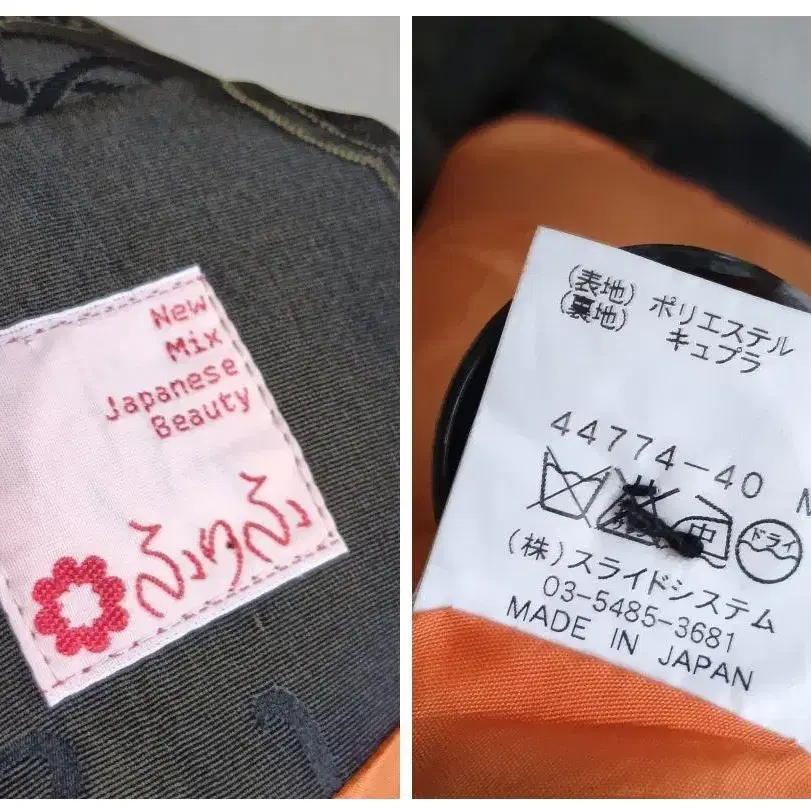 New
Mix
Japanese
Beauty
ふりふ
(表地) ポリエステル
(裏地) キュプラ
44774-40 M
中 ドライ
(株)スライドシステム
03-5485-3681
MADE IN JAPAN